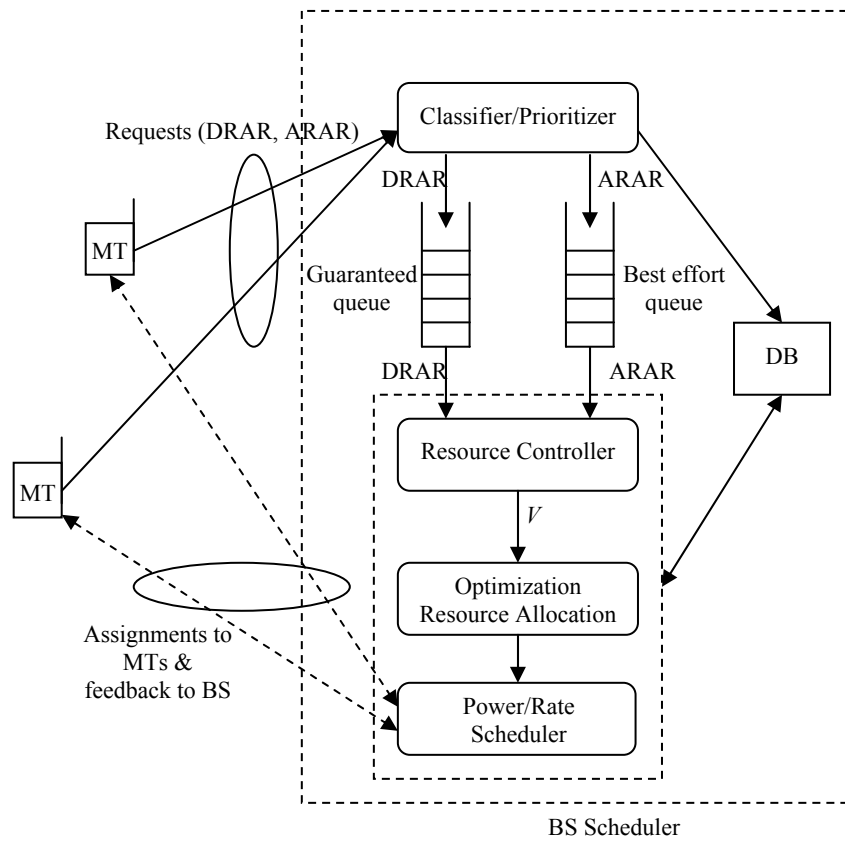 Classifier/Prioritizer
Requests (DRAR, ARAR)
DRAR
ARAR
MT
Guaranteed
queue
Best effort
queue
DB
DRAR
ARAR
Resource Controller
MT
V
Optimization
Resource Allocation
Assignments to
MTs &
feedback to BS
Power/Rate
Scheduler
BS Scheduler